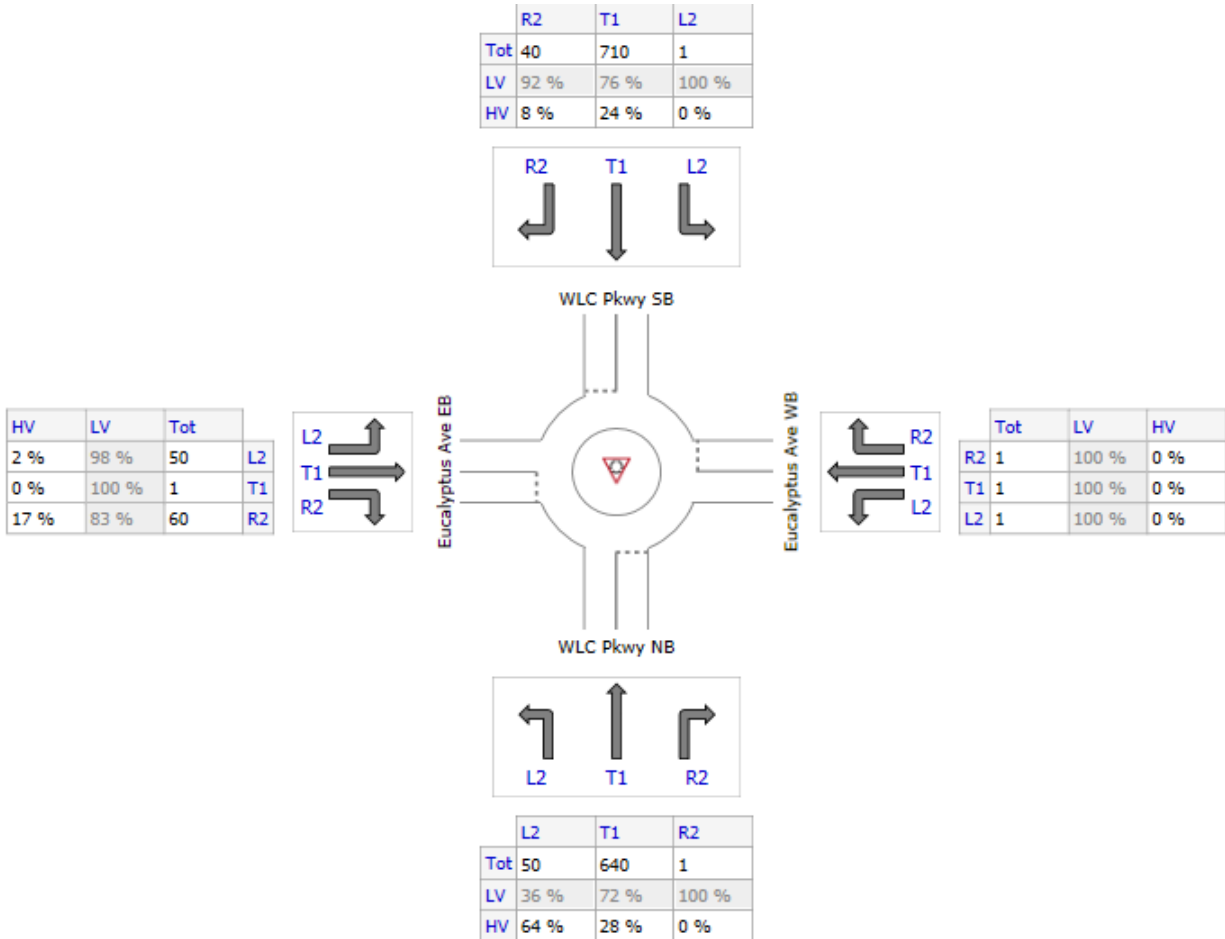 R2 T1 L2
Tot 40 710 1
LV 92 % 76 % 100 %
HV 8 % 24 % 0 %
R2 T1 L2
WLC Pkwy SB
HV LV Tot
2 % 98 % 50 L2
0 % 100 % 1 T1
17 % 83 % 60 R2
L2
T1
R2
Eucalyptus Ave EB
Eucalyptus Ave WB
R2
T1
L2
Tot LV HV
R2 1 100 % 0 %
T1 1 100 % 0 %
L2 1 100 % 0 %
WLC Pkwy NB
L2 T1 R2
L2 T1 R2
Tot 50 640 1
LV 36 % 72 % 100 %
HV 64 % 28 % 0 %